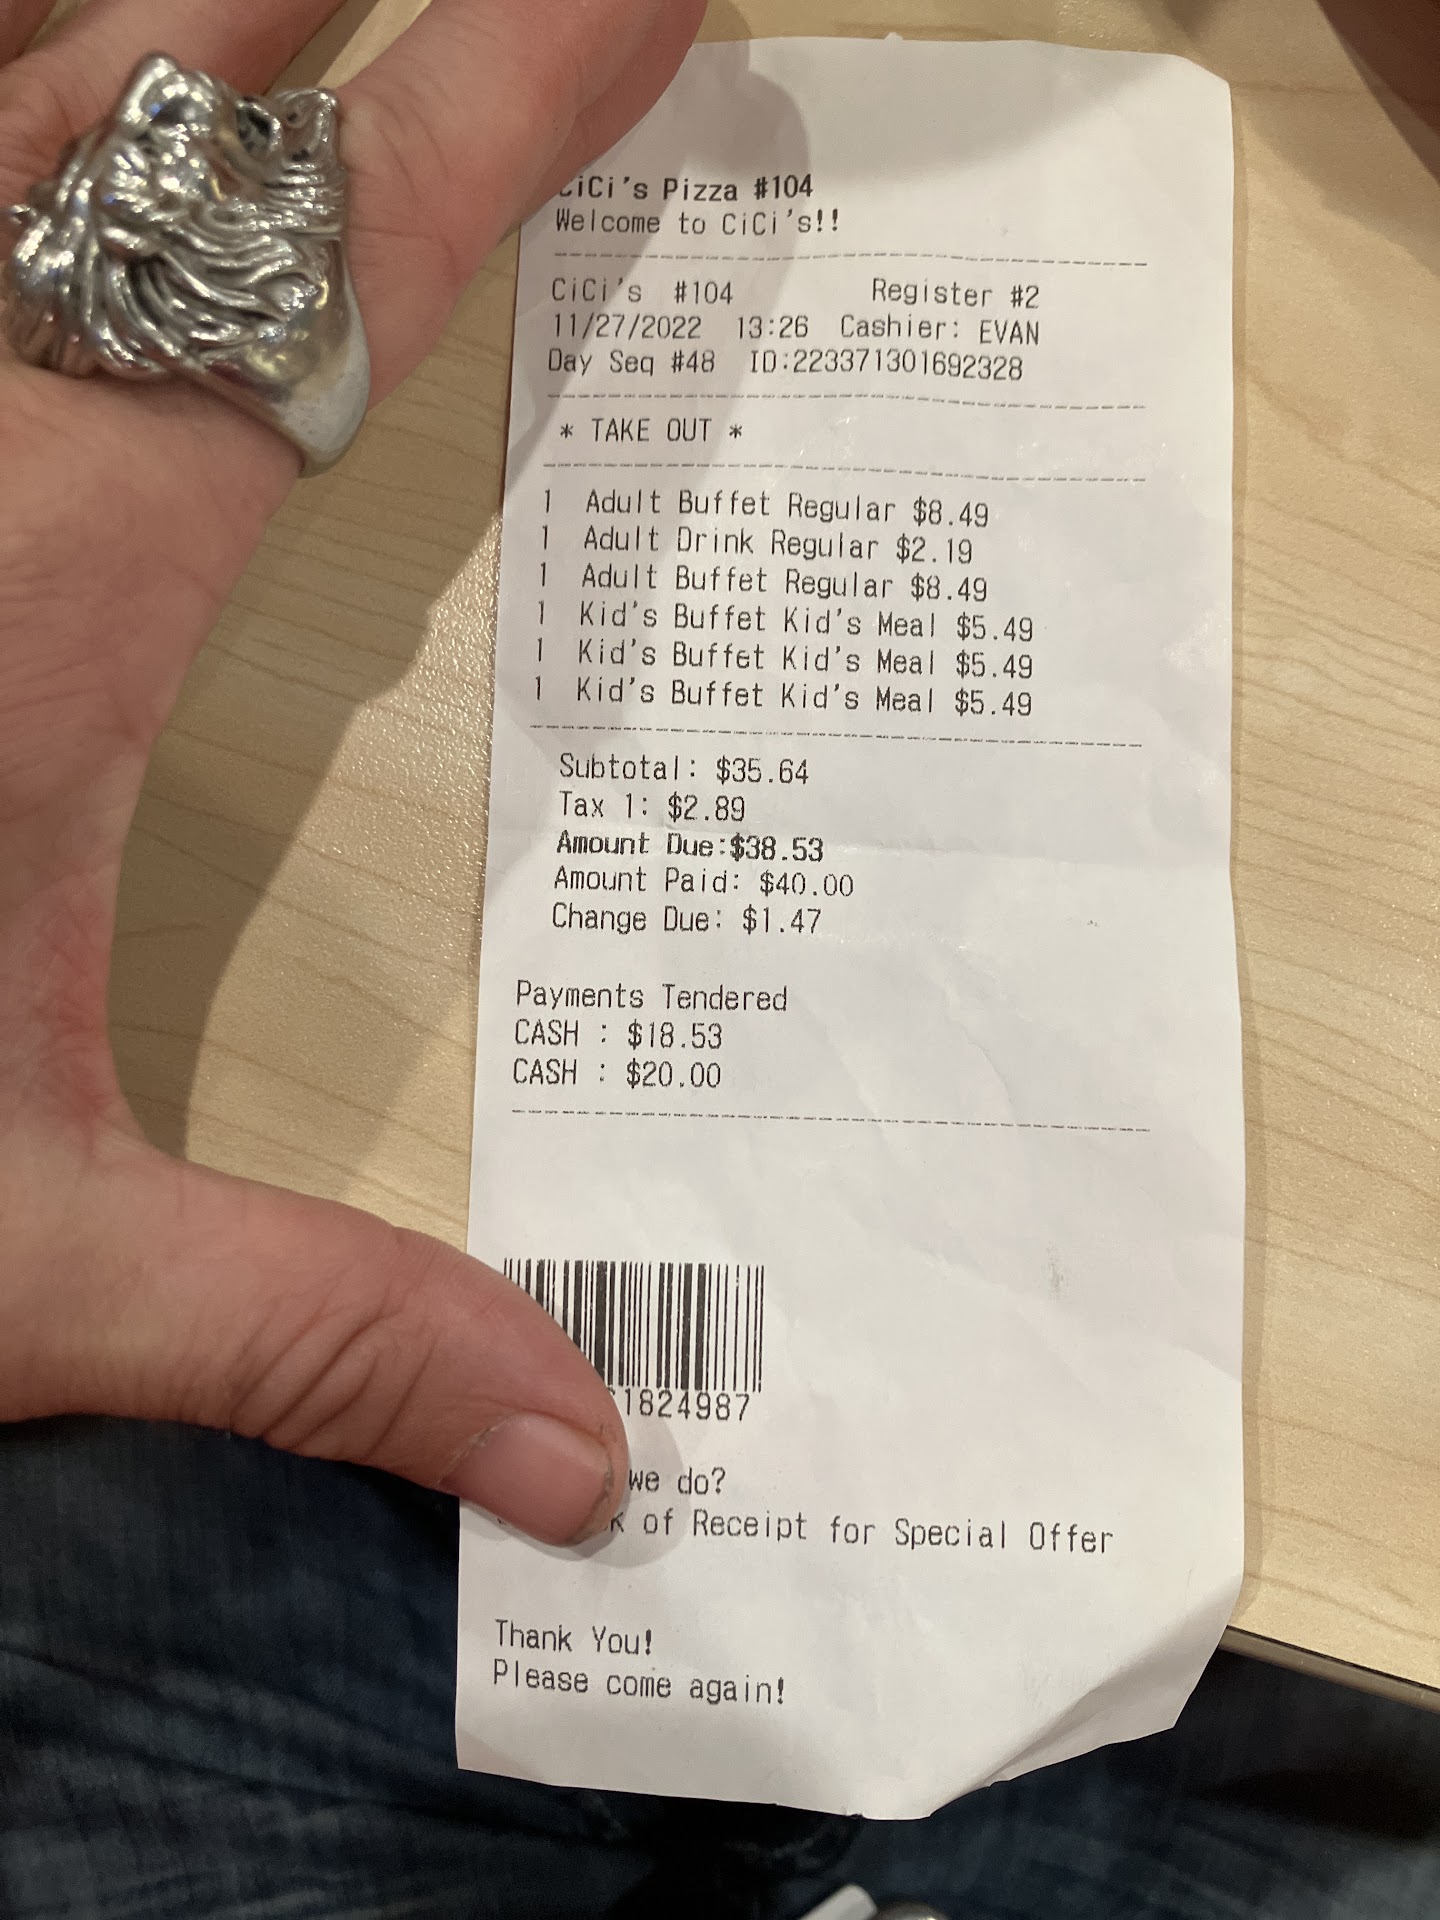 CiCi's Pizza #104
Welcome to CiCi's!!
CiCi's #104 Register #2
11/27/2022 13:26 Cashier: EVAN
Day Seq #48 ID:223371301692328
* TAKE OUT *
1 Adult Buffet Regular $8.49
1 Adult Drink Regular $2.19
1 Adult Buffet Regular $8.49
1 Kid's Buffet Kid's Meal $5.49
1 Kid's Buffet Kid's Meal $5.49
1 Kid's Buffet Kid's Meal $5.49
Subtotal: $35.64
Tax 1: $2.89
Amount Due:$38.53
Amount Paid: $40.00
Change Due: $1.47
Payments Tendered
CASH : $18.53
CASH : $20.00
1824987
we do?
of Receipt for Special Offer
Thank You!
Please come again!